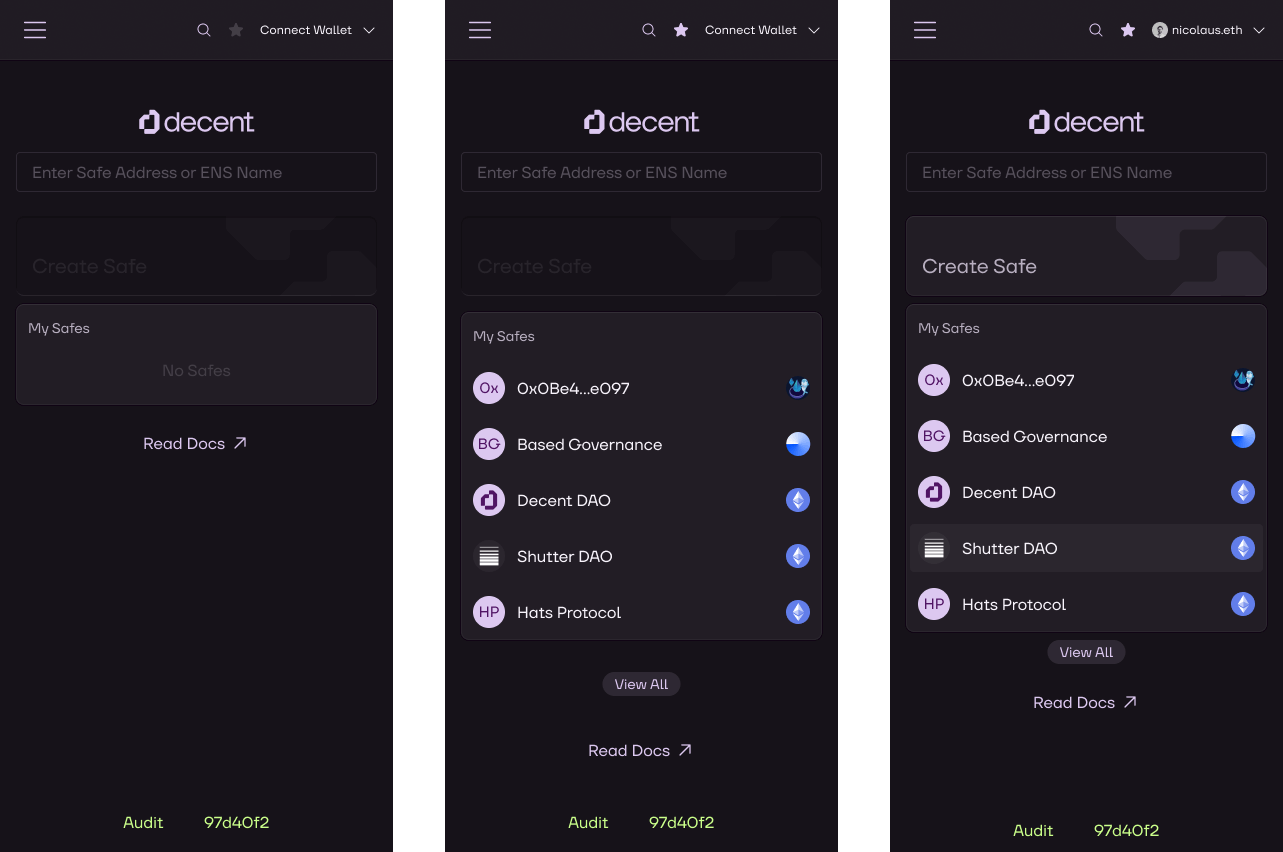 Connect Wallet
decent
Enter Safe Address or ENS Name
Create Safe
My Safes
No Safes
Read Docs
Audit 97d40f2
Connect Wallet
decent
Enter Safe Address or ENS Name
Create Safe
My Safes
0x 0x0Be4...e097
BG Based Governance
Decent DAO
Shutter DAO
HP Hats Protocol
View All
Read Docs
Audit 97d40f2
nicolaus.eth
decent
Enter Safe Address or ENS Name
Create Safe
My Safes
0x 0x0Be4...e097
BG Based Governance
Decent DAO
Shutter DAO
HP Hats Protocol
View All
Read Docs
Audit 97d40f2